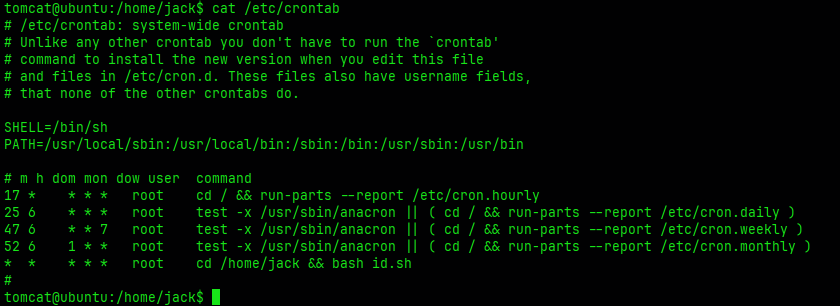 tomcat@ubuntu:/home/jack$ cat /etc/crontab
# /etc/crontab: system-wide crontab
# Unlike any other crontab you don't have to run the `crontab'
# command to install the new version when you edit this file
# and files in /etc/cron.d. These files also have username fields,
# that none of the other crontabs do.

SHELL=/bin/sh
PATH=/usr/local/sbin:/usr/local/bin:/sbin:/bin:/usr/sbin:/usr/bin

# m h dom mon dow user  command
17 *    * * *   root    cd / && run-parts --report /etc/cron.hourly
25 6    * * *   root    test -x /usr/sbin/anacron || ( cd / && run-parts --report /etc/cron.daily )
47 6    * * 7   root    test -x /usr/sbin/anacron || ( cd / && run-parts --report /etc/cron.weekly )
52 6    1 * *   root    test -x /usr/sbin/anacron || ( cd / && run-parts --report /etc/cron.monthly )
*  *    * * *   root    cd /home/jack && bash id.sh
#
tomcat@ubuntu:/home/jack$